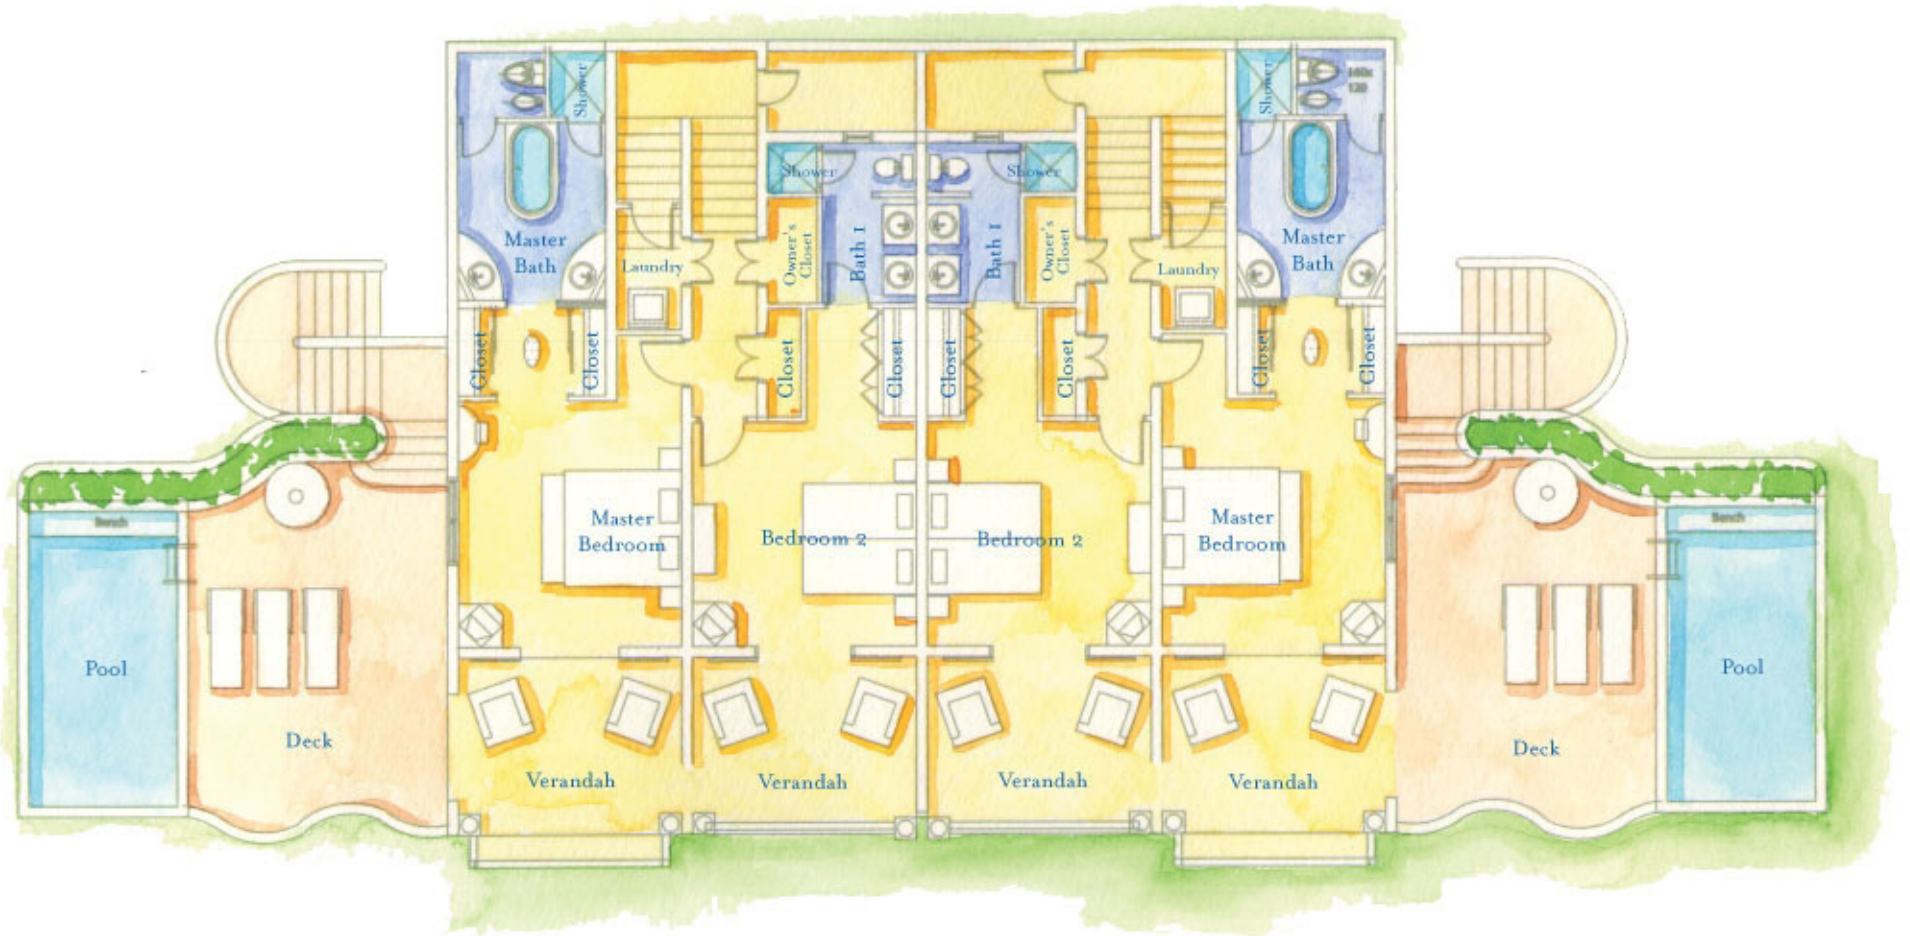 Shower
Shower
140x
120
Shower
Shower
Master
Bath
Laundry
Owner's
Closet
Bath 1
Bath 1
Owner's
Closet
Laundry
Master
Bath
Closet
Closet
Closet
Closet
Closet
Closet
Closet
Closet
Bench
Master
Bedroom
Bedroom 2
Bedroom 2
Master
Bedroom
Bench
Pool
Deck
Verandah
Verandah
Verandah
Verandah
Deck
Pool